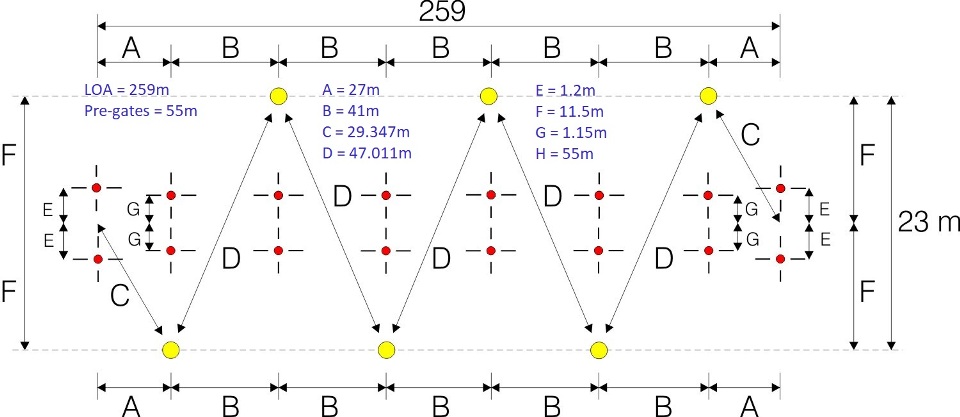 259
A B B B B B A
LOA = 259m
Pre-gates = 55m
A = 27m
B = 41m
C = 29.347m
D = 47.011m
E = 1.2m
F = 11.5m
G = 1.15m
H = 55m
F C F
E G D D G E
23 m
E G D D D G E
F C F
A B B B B B A